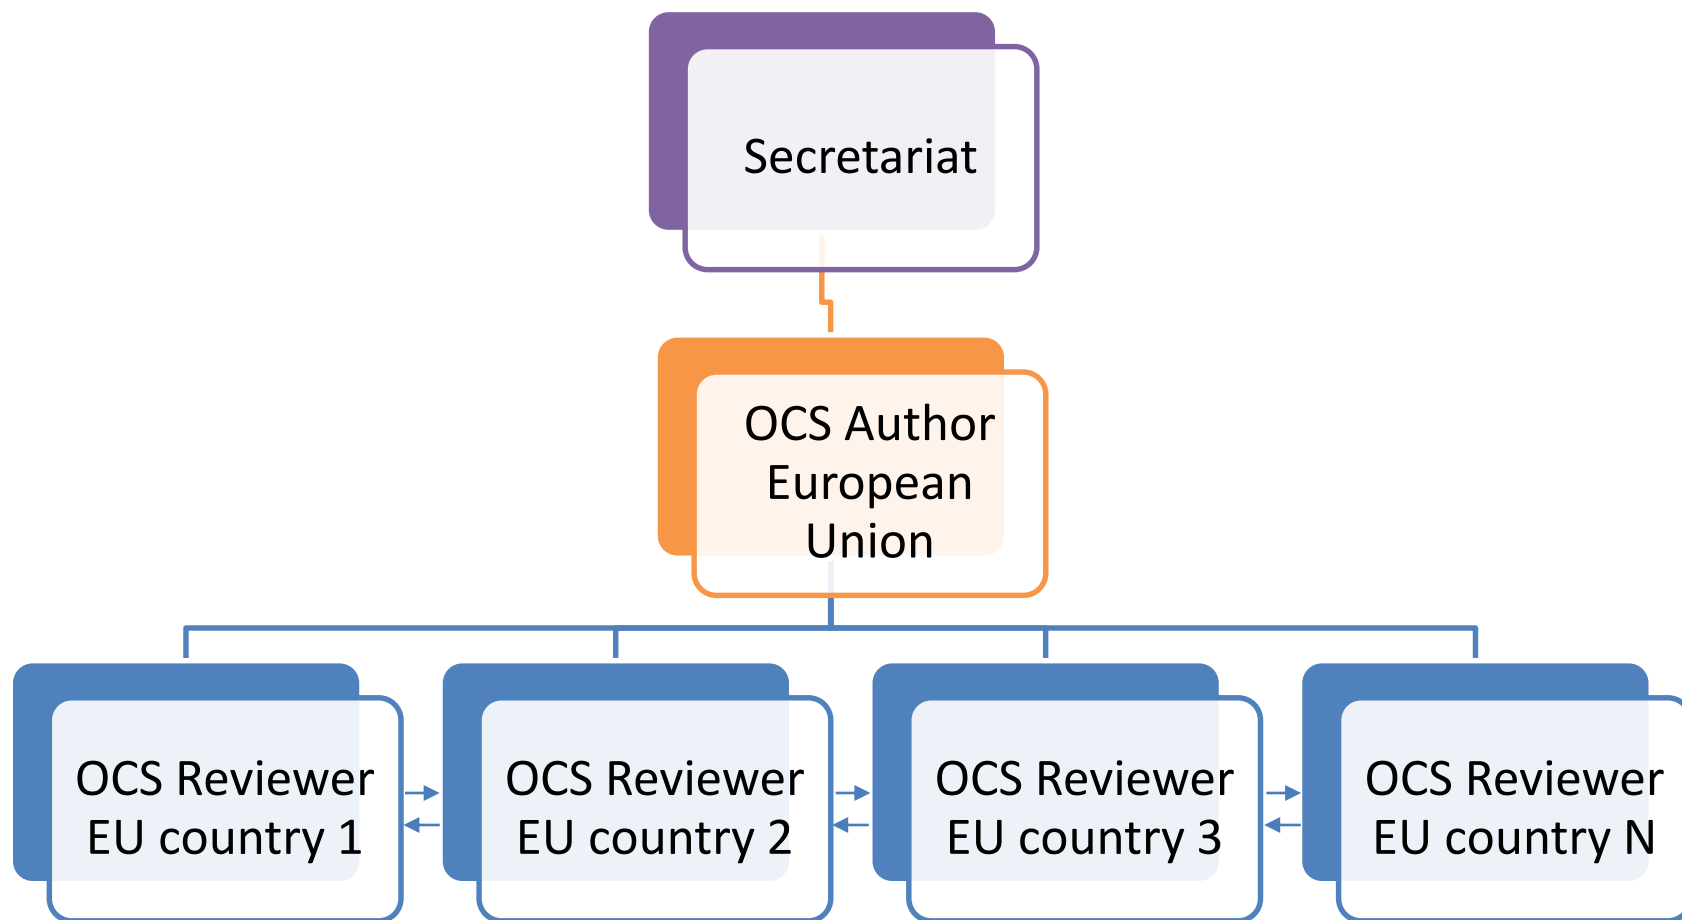 Secretariat
OCS Author
European
Union
OCS Reviewer
EU country 1
OCS Reviewer
EU country 2
OCS Reviewer
EU country 3
OCS Reviewer
EU country N